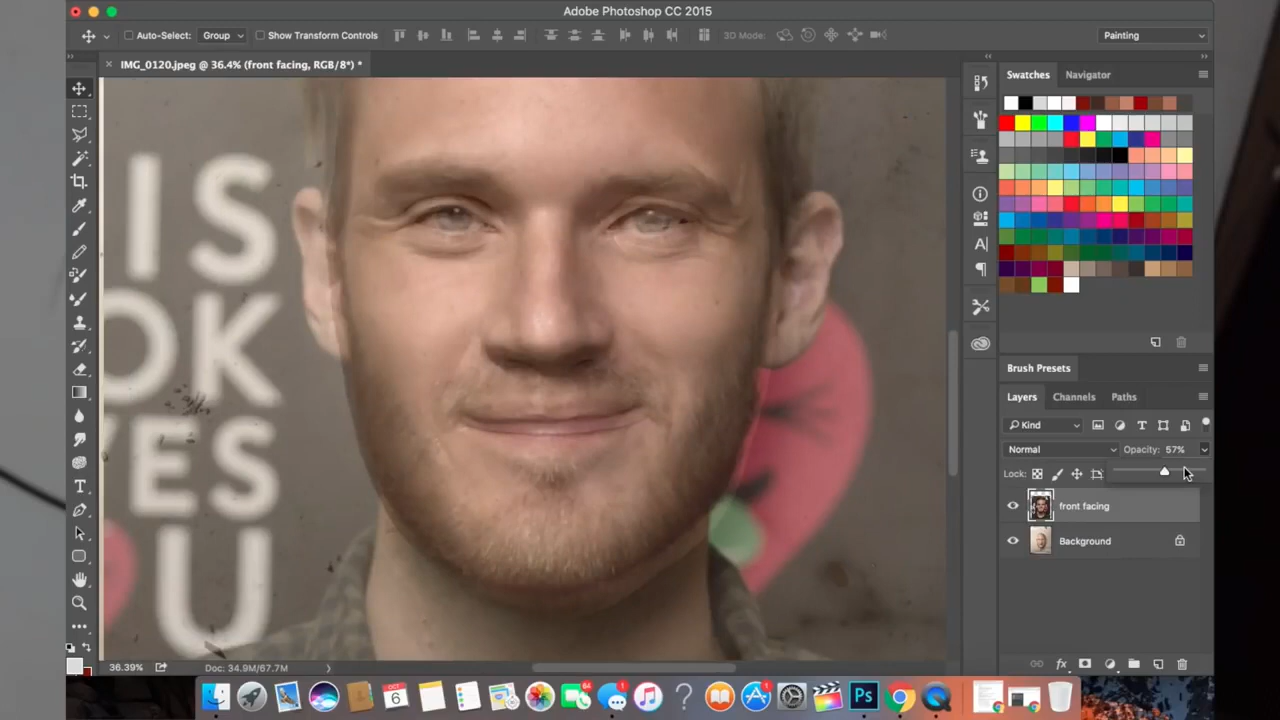 Adobe Photoshop CC 2015
Auto-Select: Group Show Transform Controls 3D Mode: Painting
× IMG_0120.jpeg @ 36.4% (front facing, RGB/8*) *
Swatches Navigator
IS
OK
YES
U
Brush Presets
Layers Channels Paths
Kind
Normal Opacity: 57%
Lock:
front facing
Background
36.39% Doc: 34.9M/67.7M
OCT
6
Ps